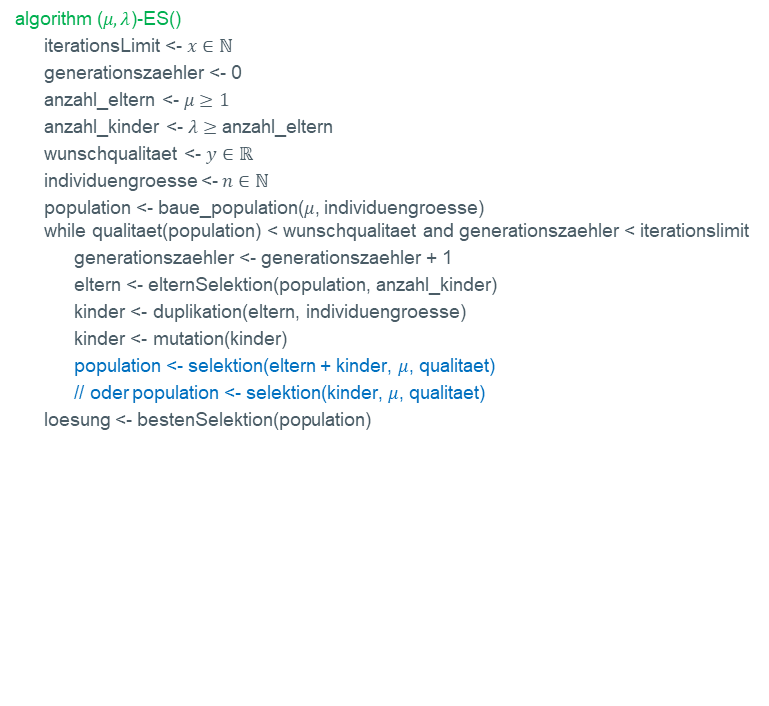 algorithm (μ, λ)-ES()
iterationsLimit <- x ∈ ℕ
generationszaehler <- 0
anzahl_eltern <- μ ≥ 1
anzahl_kinder <- λ ≥ anzahl_eltern
wunschqualitaet <- y ∈ ℝ
individuengroesse <- n ∈ ℕ
population <- baue_population(μ, individuengroesse)
while qualitaet(population) < wunschqualitaet and generationszaehler < iterationslimit
generationszaehler <- generationszaehler + 1
eltern <- elternSelektion(population, anzahl_kinder)
kinder <- duplikation(eltern, individuengroesse)
kinder <- mutation(kinder)
population <- selektion(eltern + kinder, μ, qualitaet)
// oder population <- selektion(kinder, μ, qualitaet)
loesung <- bestenSelektion(population)